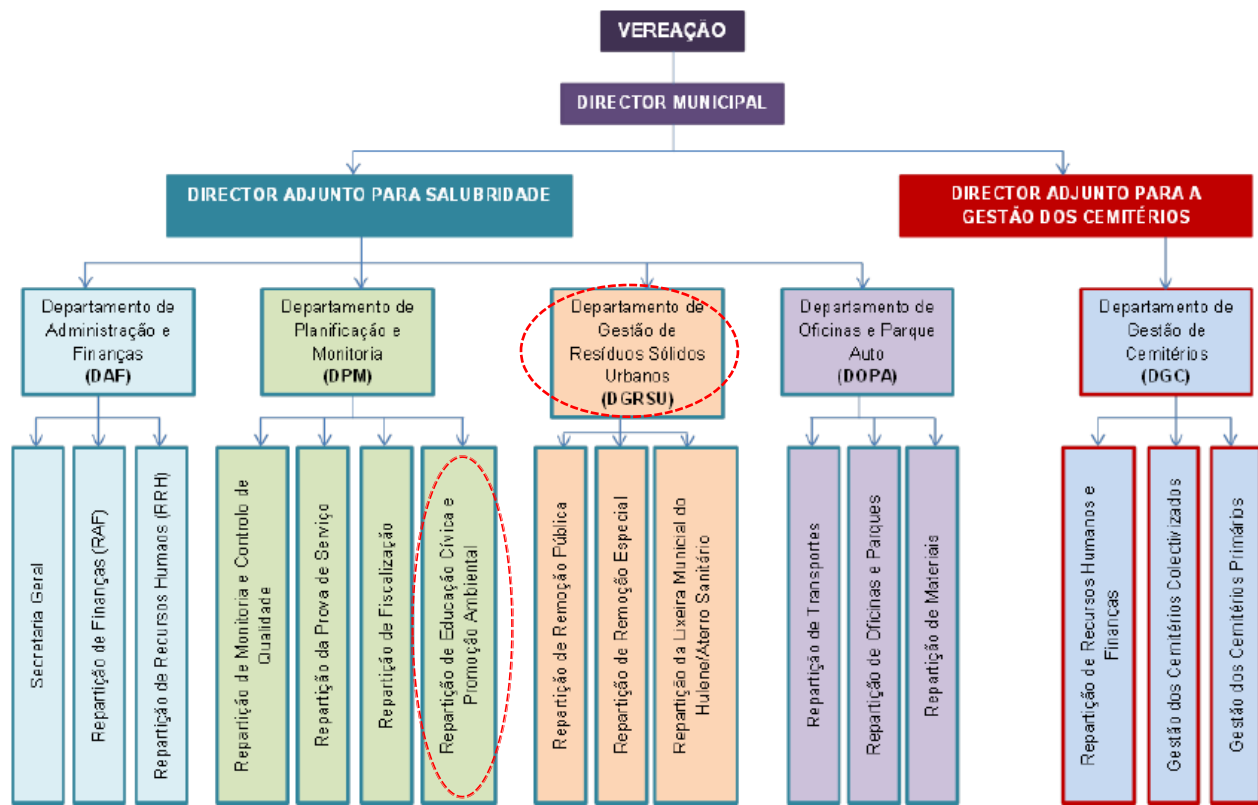 VEREAÇÃO
DIRECTOR MUNICIPAL
DIRECTOR ADJUNTO PARA SALUBRIDADE
DIRECTOR ADJUNTO PARA A
GESTÃO DOS CEMITÉRIOS
Departamento de
Administração e
Finanças
(DAF)
Departamento de
Planificação e
Monitoria
(DPM)
Departamento de
Gestão de
Resíduos Sólidos
Urbanos
(DGRSU)
Departamento de
Oficinas e Parque
Auto
(DOPA)
Departamento de
Gestão de
Cemitérios
(DGC)
Secretaria Geral
Repartição de Finanças (RAF)
Repartição de Recursos Humaos (RRH)
Repartição de Monitoria e Controlo de
Qualidade
Repartição da Prova de Serviço
Repartição de Fiscalização
Repartição de Educação Cívica e
Promoção Ambiental
Repartição de Remoção Pública
Repartição de Remoção Especial
Repartição da Lixeira Municial do
Hulene/Aterro Sanitário
Repartição de Transportes
Repartição de Oficinas e Parques
Repartição de Materiais
Repartição de Recursos Humanos e
Finanças
Gestão dos Cemitérios Colectivizados
Gestão dos Cemitérios Primários